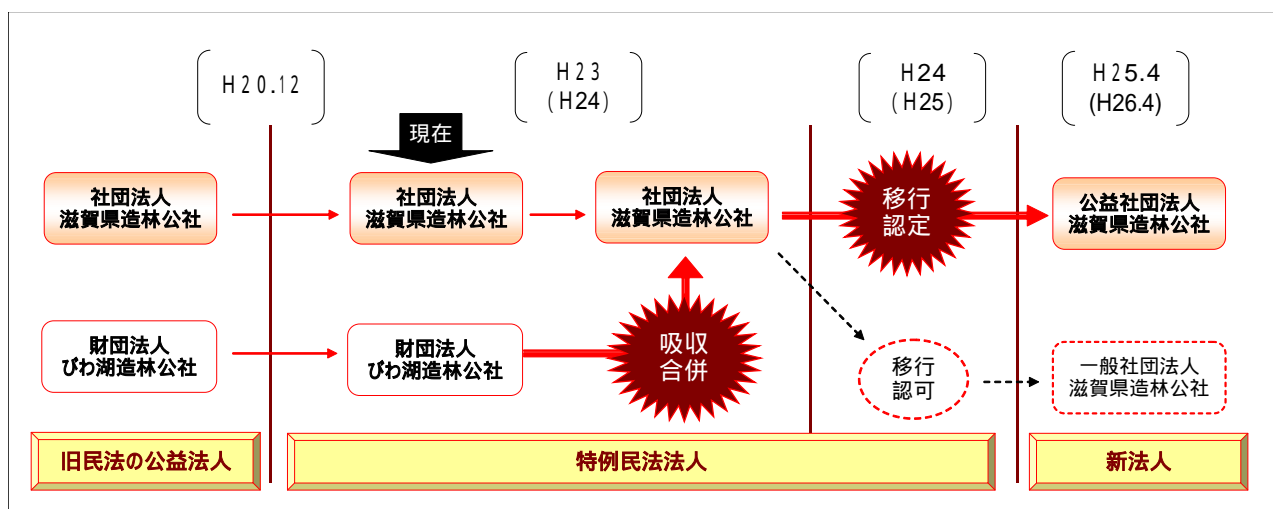 H20.12
H23
(H24)
H24
(H25)
H25.4
(H26.4)
現在
社団法人
滋賀県造林公社
社団法人
滋賀県造林公社
社団法人
滋賀県造林公社
移行
認定
公益社団法人
滋賀県造林公社
財団法人
びわ湖造林公社
財団法人
びわ湖造林公社
吸収
合併
移行
認可
一般社団法人
滋賀県造林公社
旧民法の公益法人
特例民法法人
新法人